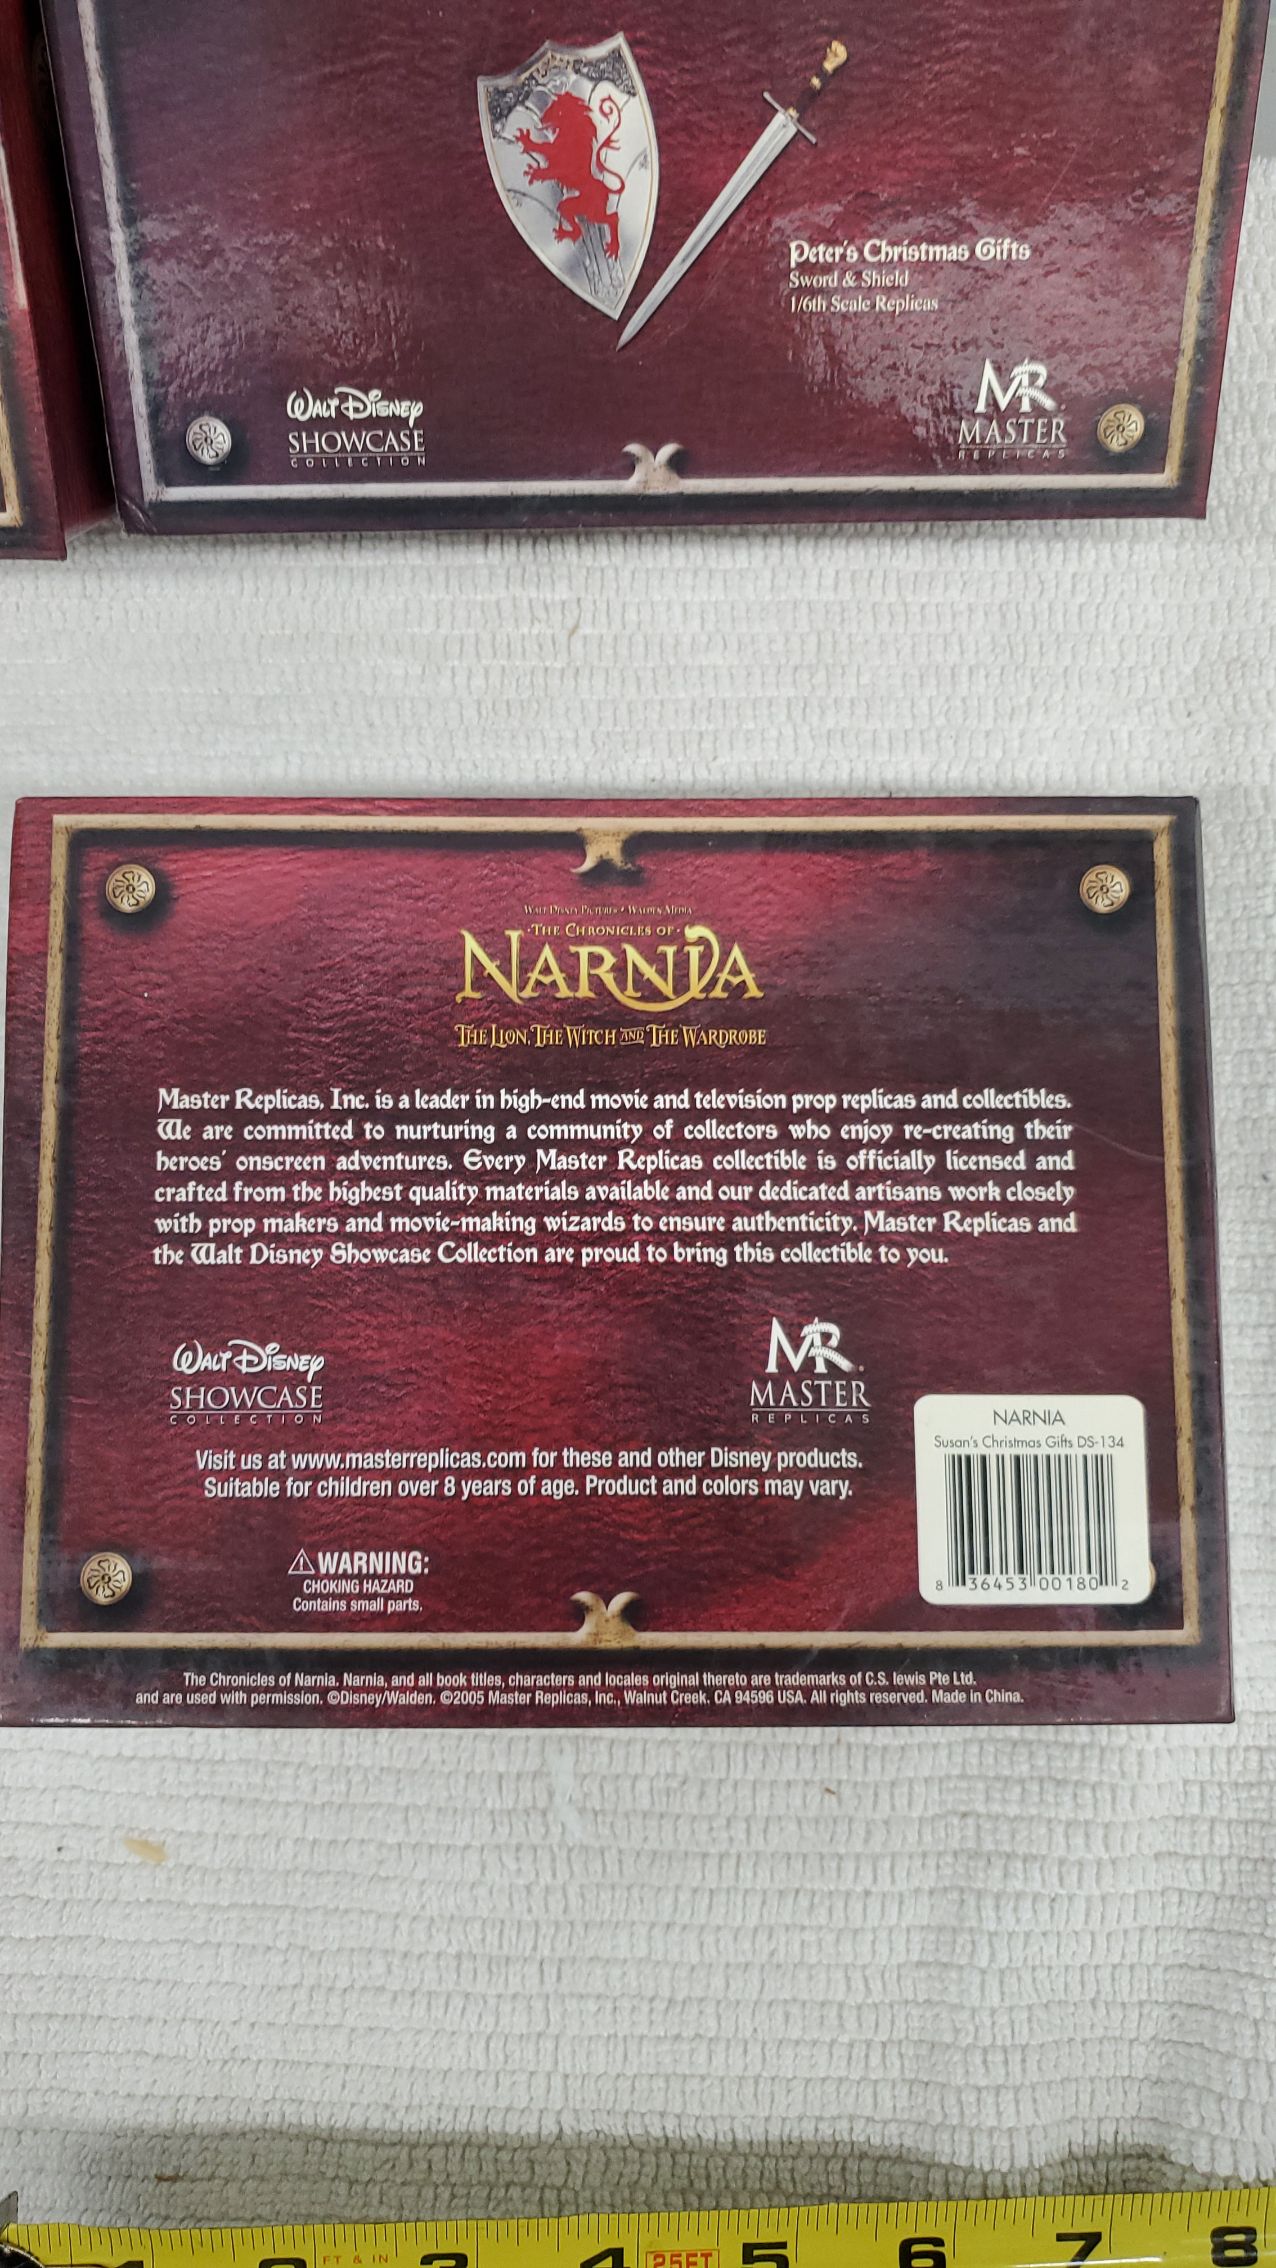 Peter's Christmas Gifts
Sword & Shield
1/6th Scale Replicas
WALT DISNEY
SHOWCASE
COLLECTION
MR
MASTER
REPLICAS
WALT DISNEY PICTURES • WALDEN MEDIA
·THE CHRONICLES OF·
NARNIA
THE LION, THE WITCH AND THE WARDROBE
Master Replicas, Inc. is a leader in high-end movie and television prop replicas and collectibles.
We are committed to nurturing a community of collectors who enjoy re-creating their
heroes' onscreen adventures. Every Master Replicas collectible is officially licensed and
crafted from the highest quality materials available and our dedicated artisans work closely
with prop makers and movie-making wizards to ensure authenticity. Master Replicas and
the Walt Disney Showcase Collection are proud to bring this collectible to you.
WALT DISNEY
SHOWCASE
COLLECTION
MR
MASTER
REPLICAS
NARNIA
Susan's Christmas Gifts DS-134
8 36453 00180 2
Visit us at www.masterreplicas.com for these and other Disney products.
Suitable for children over 8 years of age. Product and colors may vary.
⚠WARNING:
CHOKING HAZARD
Contains small parts.
The Chronicles of Narnia. Narnia, and all book titles, characters and locales original thereto are trademarks of C.S. lewis Pte Ltd.
and are used with permission. ©Disney/Walden. ©2005 Master Replicas, Inc., Walnut Creek. CA 94596 USA. All rights reserved. Made in China.
1 2 FT & IN 3 4 25FT 5 6 7 8